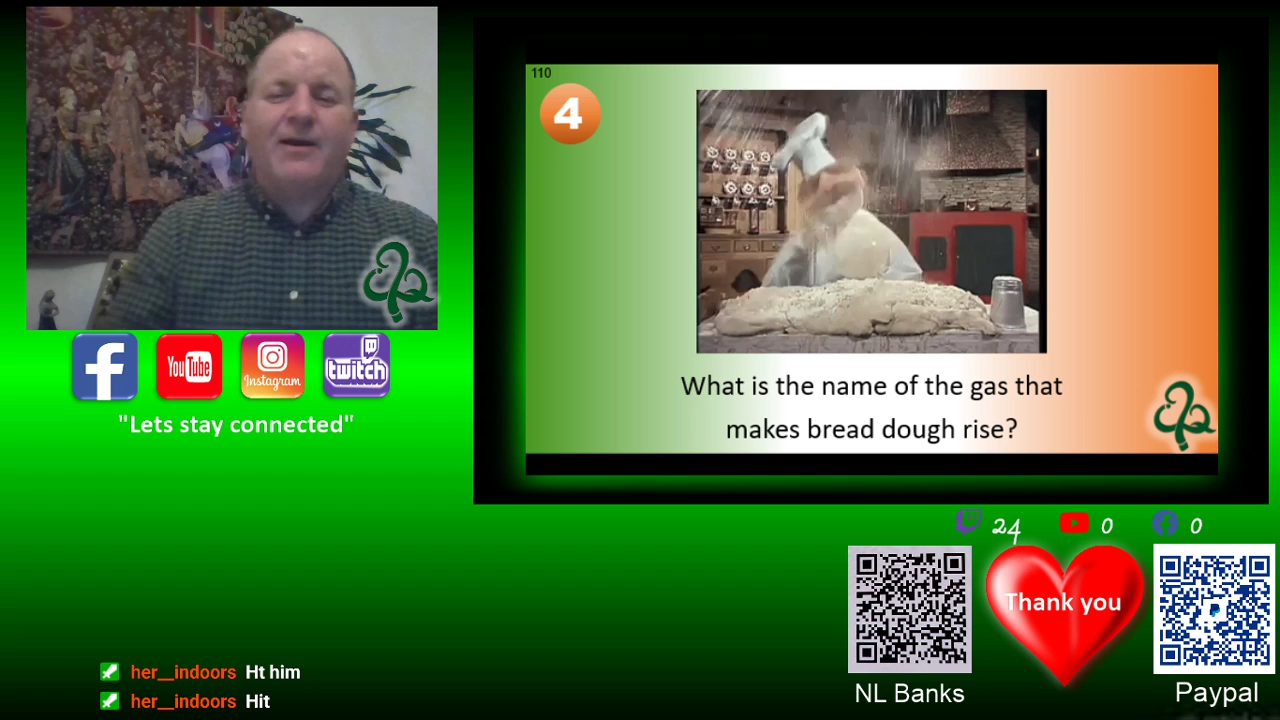 110
4
What is the name of the gas that
makes bread dough rise?
f
YouTube
Instagram
twitch
"Lets stay connected"
24
0
0
Thank you
NL Banks
Paypal
her__indoors Ht him
her__indoors Hit